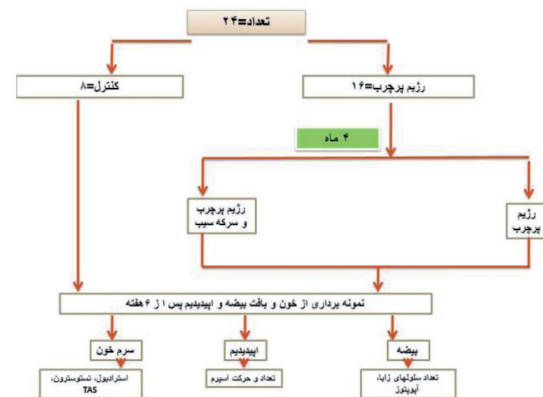 تعداد=۲۴
رژیم پرچرب=۱۶
کنترل=۸
۴ ماه
رژیم
پرچرب
رژیم پرچرب
و سرکه سیب
نمونه برداری از خون و بافت بیضه و اپیدیدیم پس از ۶ هفته
بیضه
اپیدیدیم
سرم خون
تعداد سلولهای زایا،
آپوپتوز
تعداد و حرکت اسپرم
استرادیول، تستوسترون،
TAS